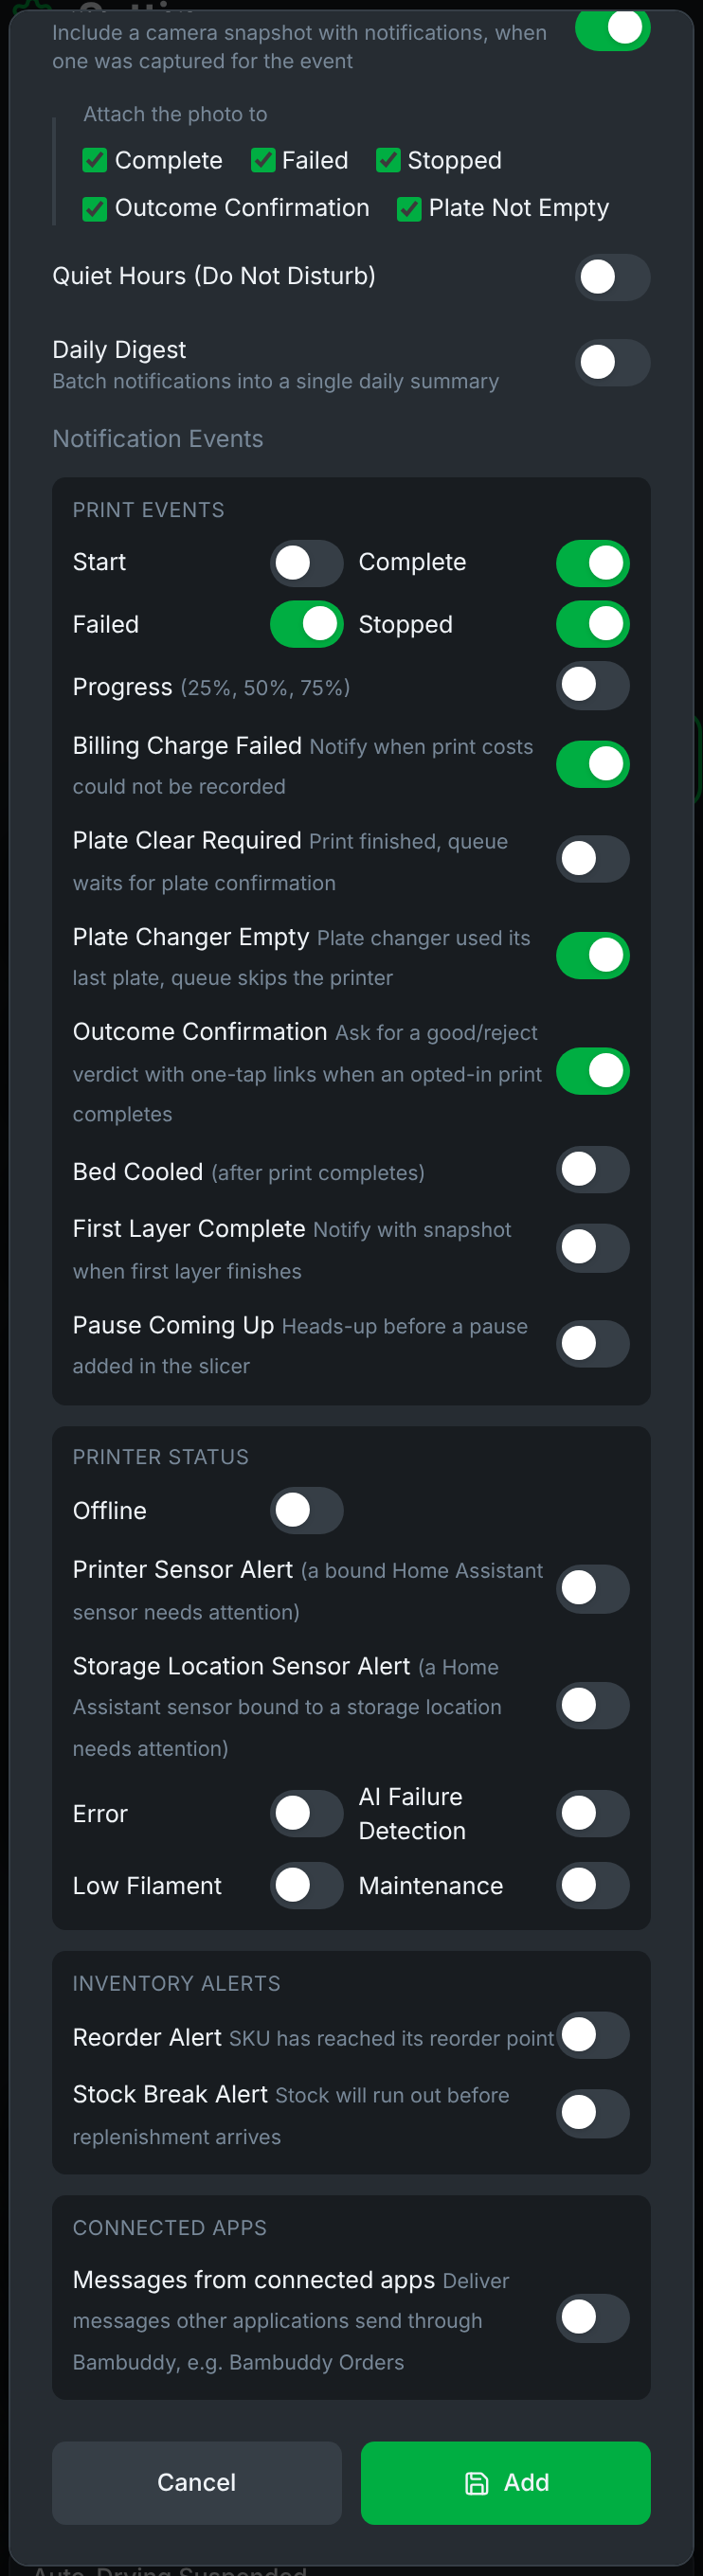 Include a camera snapshot with notifications, when
one was captured for the event
Attach the photo to
Complete Failed Stopped
Outcome Confirmation Plate Not Empty
Quiet Hours (Do Not Disturb)
Daily Digest
Batch notifications into a single daily summary
Notification Events
PRINT EVENTS
Start Complete
Failed Stopped
Progress (25%, 50%, 75%)
Billing Charge Failed Notify when print costs
could not be recorded
Plate Clear Required Print finished, queue
waits for plate confirmation
Plate Changer Empty Plate changer used its
last plate, queue skips the printer
Outcome Confirmation Ask for a good/reject
verdict with one-tap links when an opted-in print
completes
Bed Cooled (after print completes)
First Layer Complete Notify with snapshot
when first layer finishes
Pause Coming Up Heads-up before a pause
added in the slicer
PRINTER STATUS
Offline
Printer Sensor Alert (a bound Home Assistant
sensor needs attention)
Storage Location Sensor Alert (a Home
Assistant sensor bound to a storage location
needs attention)
Error AI Failure
Detection
Low Filament Maintenance
INVENTORY ALERTS
Reorder Alert SKU has reached its reorder point
Stock Break Alert Stock will run out before
replenishment arrives
CONNECTED APPS
Messages from connected apps Deliver
messages other applications send through
Bambuddy, e.g. Bambuddy Orders
Cancel Add
Auto-Drying Suspended